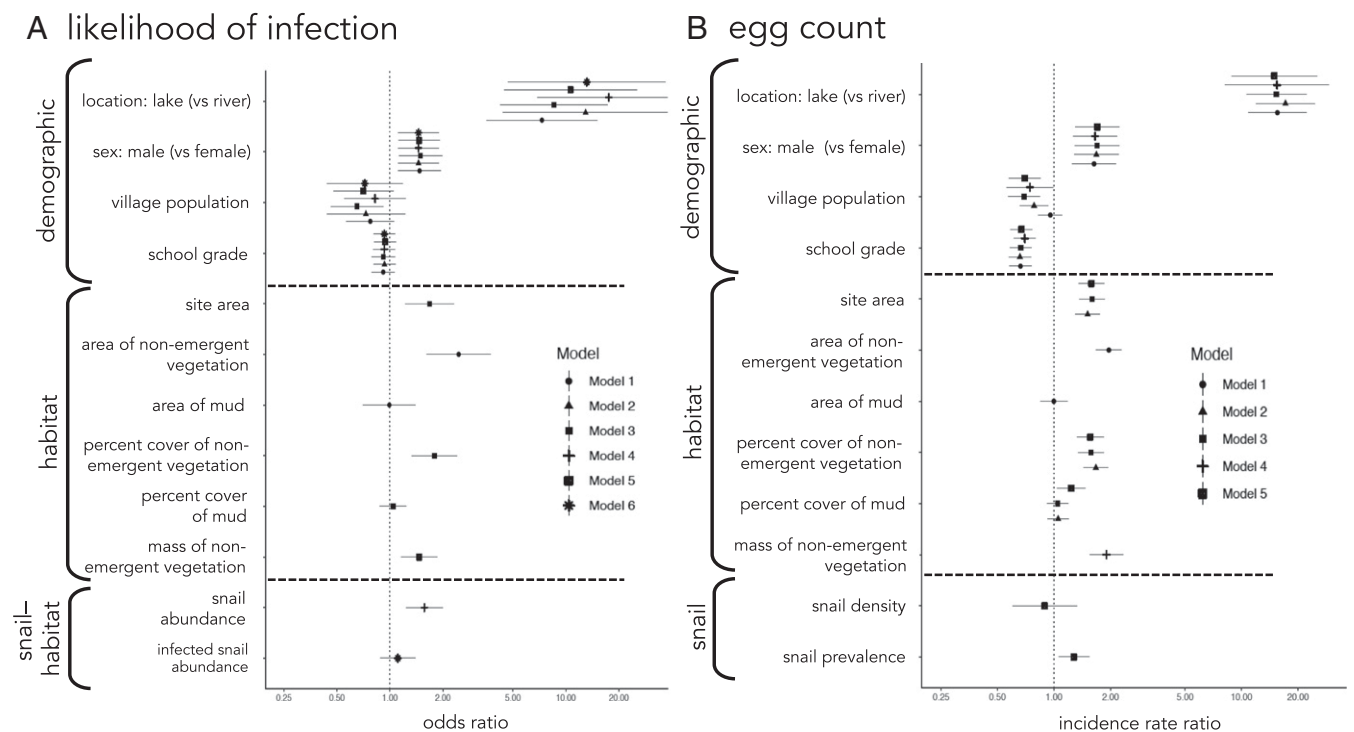 A likelihood of infection
demographic
location: lake (vs river)
sex: male (vs female)
village population
school grade
habitat
site area
area of non-emergent
vegetation
area of mud
percent cover of non-
emergent vegetation
percent cover
of mud
mass of non-
emergent vegetation
snail–
habitat
snail
abundance
infected snail
abundance
Model
Model 1
Model 2
Model 3
Model 4
Model 5
Model 6
0.25 0.50 1.00 2.00 5.00 10.00 20.00
odds ratio
B egg count
demographic
location: lake (vs river)
sex: male (vs female)
village population
school grade
habitat
site area
area of non-
emergent vegetation
area of mud
percent cover of non-
emergent vegetation
percent cover of mud
mass of non-emergent
vegetation
snail
snail density
snail prevalence
Model
Model 1
Model 2
Model 3
Model 4
Model 5
0.25 0.50 1.00 2.00 5.00 10.00 20.00
incidence rate ratio